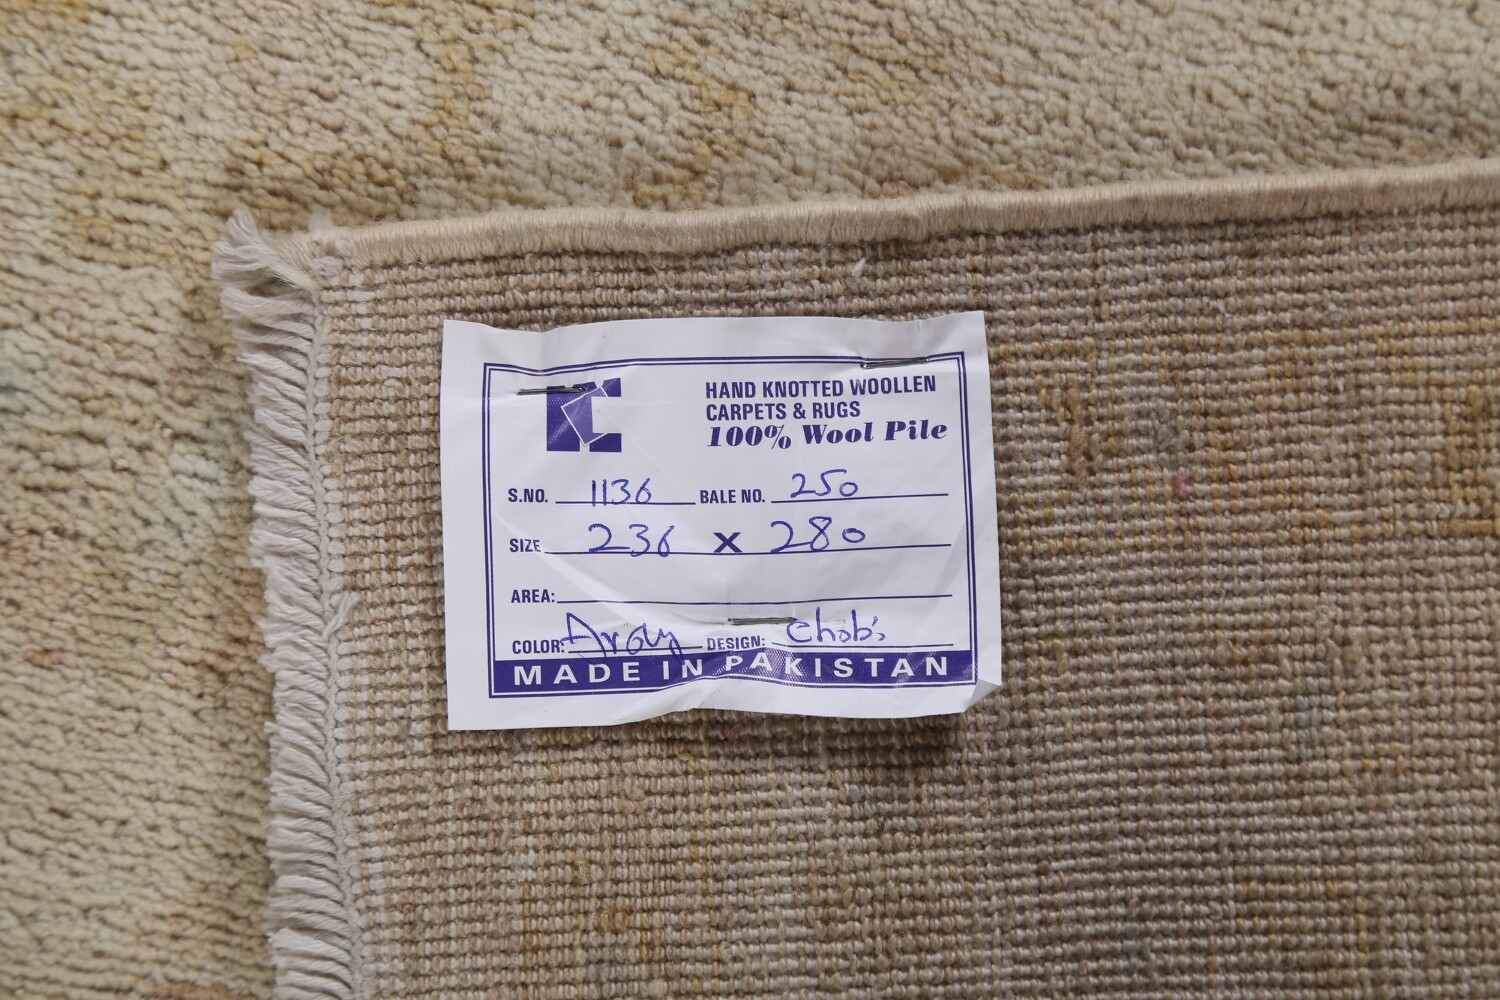 HAND KNOTTED WOOLLEN
CARPETS & RUGS
100% Wool Pile
S.NO. 1136 BALE NO. 250
SIZE 236 X 280
AREA:
COLOR: DESIGN: Chobi
MADE IN PAKISTAN